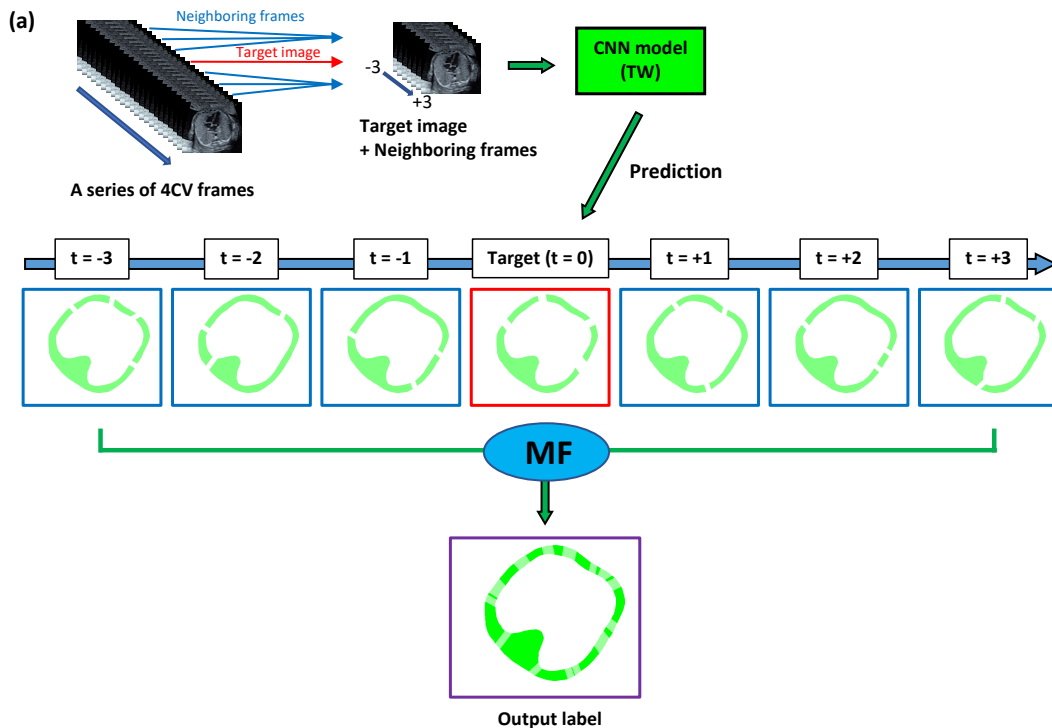 (a)
Neighboring frames
Target image
-3
+3
CNN model
(TW)
Target image
+ Neighboring frames
A series of 4CV frames
Prediction
t = -3
t = -2
t = -1
Target (t = 0)
t = +1
t = +2
t = +3
MF
Output label